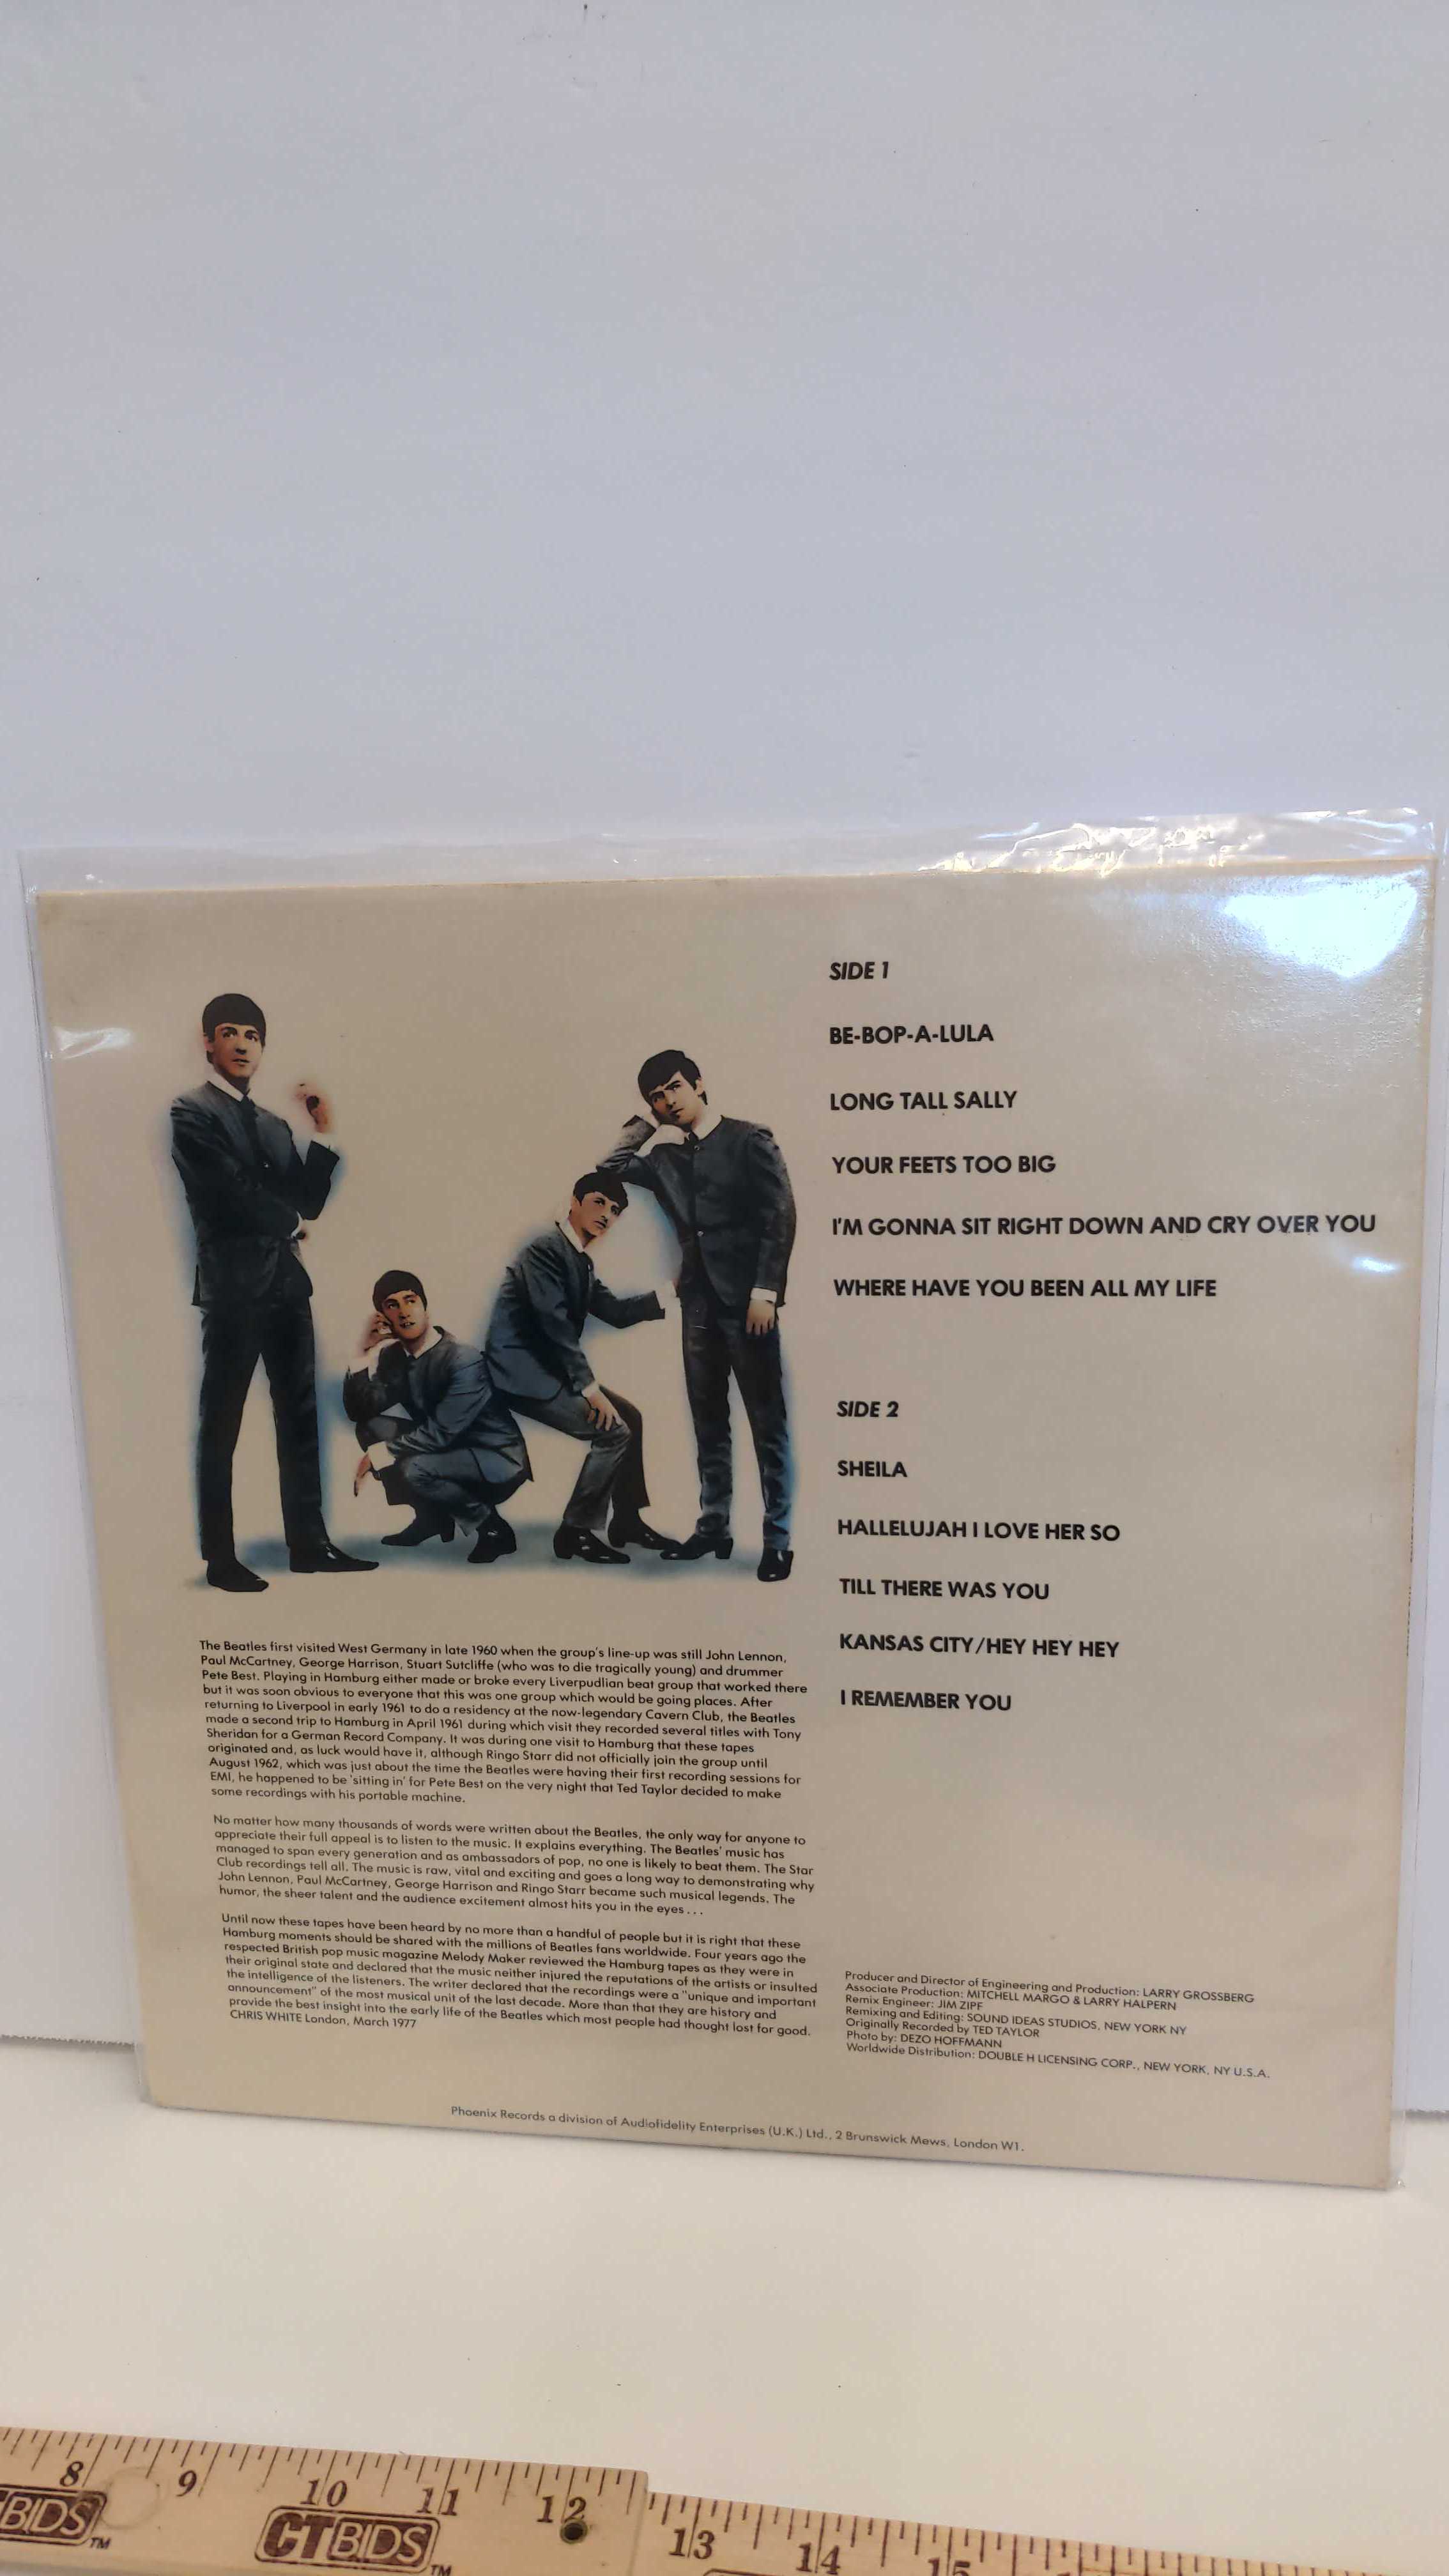 SIDE 1
BE-BOP-A-LULA
LONG TALL SALLY
YOUR FEETS TOO BIG
I'M GONNA SIT RIGHT DOWN AND CRY OVER YOU
WHERE HAVE YOU BEEN ALL MY LIFE
SIDE 2
SHEILA
HALLELUJAH I LOVE HER SO
TILL THERE WAS YOU
KANSAS CITY/HEY HEY HEY
I REMEMBER YOU
The Beatles first visited West Germany in late 1960 when the group's line-up was still John Lennon,
Paul McCartney, George Harrison, Stuart Sutcliffe (who was to die tragically young) and drummer
Pete Best. Playing in Hamburg either made or broke every Liverpudlian beat group that worked there
but it was soon obvious to everyone that this was one group which would be going places. After
returning to Liverpool in early 1961 to do a residency at the now-legendary Cavern Club, the Beatles
made a second trip to Hamburg in April 1961 during which visit they recorded several titles with Tony
Sheridan for a German Record Company. It was during one visit to Hamburg that these tapes
originated and, as luck would have it, although Ringo Starr did not officially join the group until
August 1962, which was just about the time the Beatles were having their first recording sessions for
EMI, he happened to be 'sitting in' for Pete Best on the very night that Ted Taylor decided to make
some recordings with his portable machine.
No matter how many thousands of words were written about the Beatles, the only way for anyone to
appreciate their full appeal is to listen to the music. It explains everything. The Beatles' music has
managed to span every generation and as ambassadors of pop, no one is likely to beat them. The Star
Club recordings tell all. The music is raw, vital and exciting and goes a long way to demonstrating why
John Lennon, Paul McCartney, George Harrison and Ringo Starr became such musical legends. The
humor, the sheer talent and the audience excitement almost hits you in the eyes . . .
Until now these tapes have been heard by no more than a handful of people but it is right that these
Hamburg moments should be shared with the millions of Beatles fans worldwide. Four years ago the
respected British pop music magazine Melody Maker reviewed the Hamburg tapes as they were in
their original state and declared that the music neither injured the reputations of the artists or insulted
the intelligence of the listeners. The writer declared that the recordings were a "unique and important
announcement" of the most musical unit of the last decade. More than that they are history and
provide the best insight into the early life of the Beatles which most people had thought lost for good.
CHRIS WHITE London, March 1977
Producer and Director of Engineering and Production: LARRY GROSSBERG
Associate Production: MITCHELL MARGO & LARRY HALPERN
Remix Engineer: JIM ZIPF
Remixing and Editing: SOUND IDEAS STUDIOS, NEW YORK NY
Originally Recorded by TED TAYLOR
Photo by: DEZO HOFFMANN
Worldwide Distribution: DOUBLE H LICENSING CORP., NEW YORK, NY U.S.A.
Phoenix Records a division of Audiofidelity Enterprises (U.K.) Ltd., 2 Brunswick Mews, London W1.
8 9 10 11 12 13 14 15
BIDS™ CTBIDS™